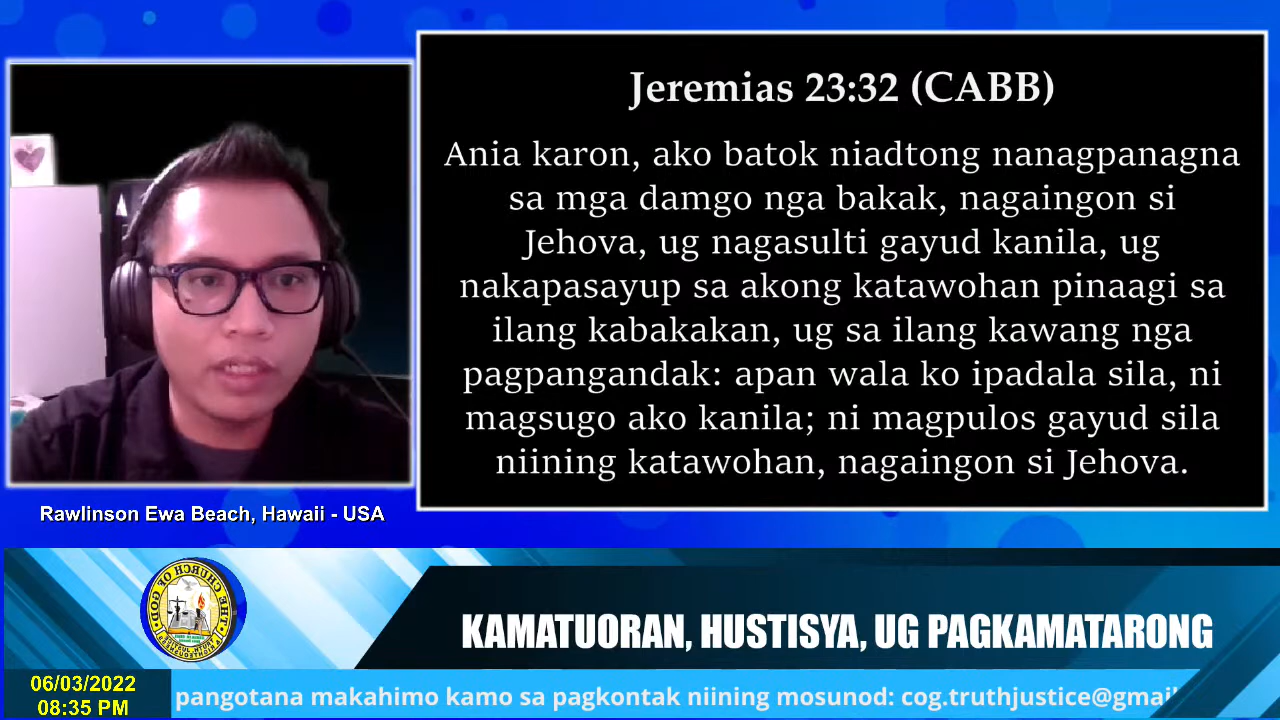 Jeremias 23:32 (CABB)
Ania karon, ako batok niadtong nanagpanagna
sa mga damgo nga bakak, nagaingon si
Jehova, ug nagasulti gayud kanila, ug
nakapasayup sa akong katawohan pinaagi sa
ilang kabakakan, ug sa ilang kawang nga
pagpangandak: apan wala ko ipadala sila, ni
magsugo ako kanila; ni magpulos gayud sila
niining katawohan, nagaingon si Jehova.
Rawlinson Ewa Beach, Hawaii - USA
THE CHURCH OF GOD
KAMATUORAN, HUSTISYA, UG PAGKAMATARONG
06/03/2022
08:35 PM
pangotana makahimo kamo sa pagkontak niining mosunod: cog.truthjustice@gmail